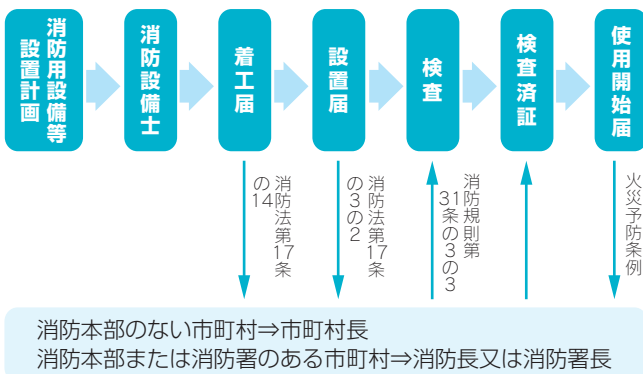 消防用設備等
設置計画
消防設備士
着工届
設置届
検査
検査済証
使用開始届
消防法第17条
の14
消防法第17条
の3の2
消防規則第
31条の3の3
火災予防条例
消防本部のない市町村⇒市町村長
消防本部または消防署のある市町村⇒消防長又は消防署長